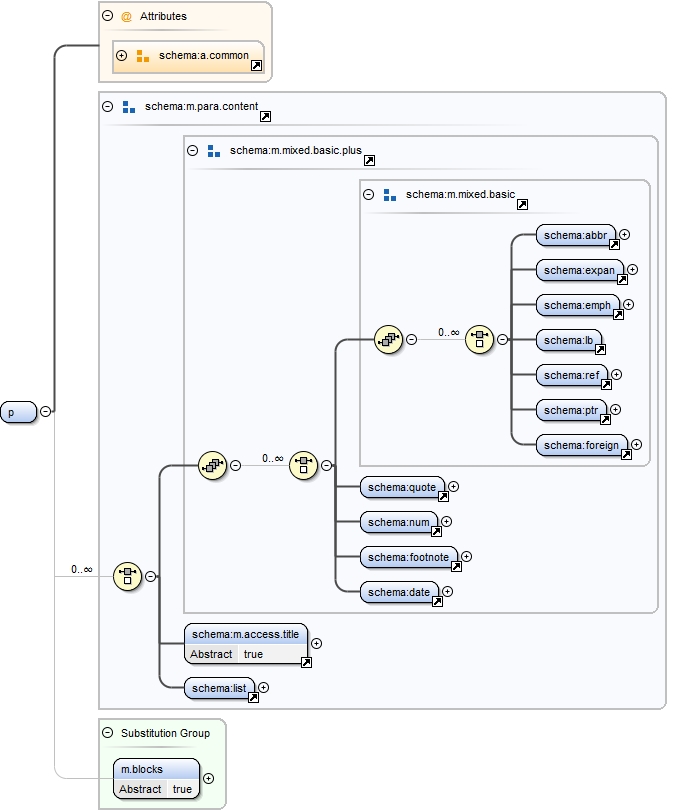 @ Attributes
schema:a.common
schema:m.para.content
schema:m.mixed.basic.plus
schema:m.mixed.basic
schema:abbr
schema:expan
schema:emph
0..∞
schema:lb
schema:ref
p
schema:ptr
schema:foreign
0..∞
schema:quote
schema:num
schema:footnote
0..∞
schema:date
schema:m.access.title
Abstract true
schema:list
Substitution Group
m.blocks
Abstract true